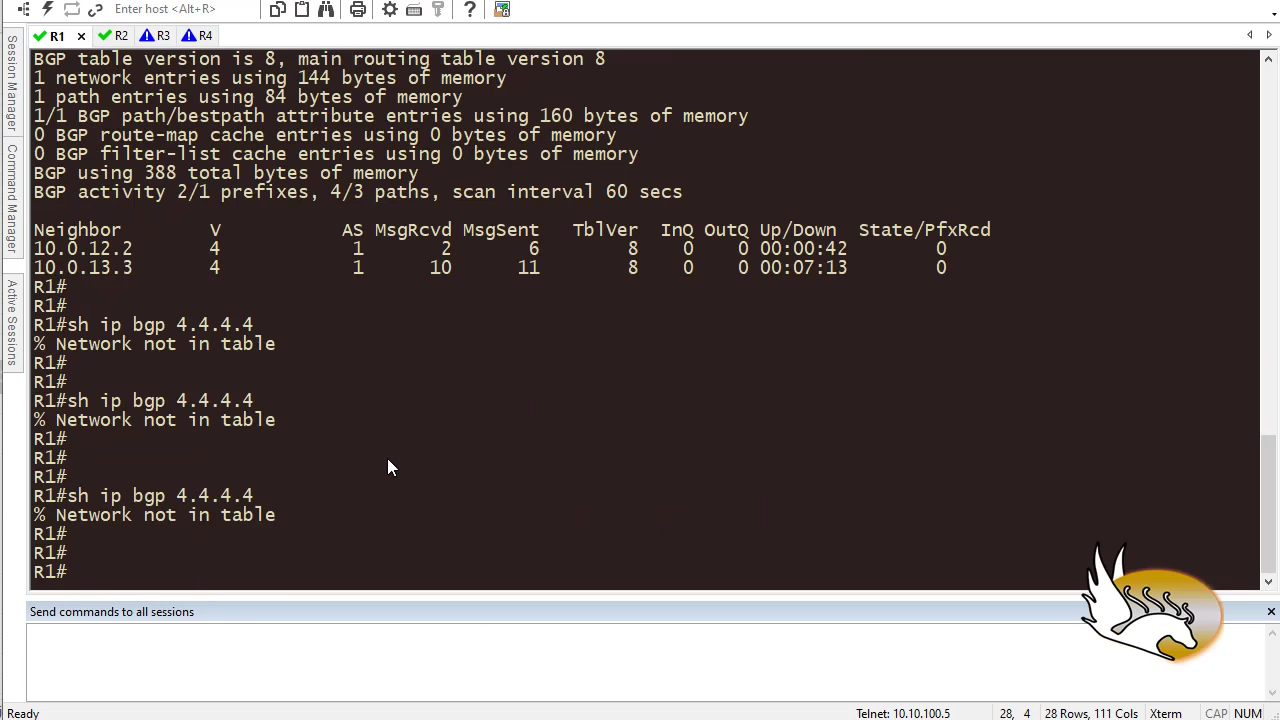 Enter host <Alt+R>
R1 × R2 R3 R4
Session Manager
Command Manager
Active Sessions
BGP table version is 8, main routing table version 8
1 network entries using 144 bytes of memory
1 path entries using 84 bytes of memory
1/1 BGP path/bestpath attribute entries using 160 bytes of memory
0 BGP route-map cache entries using 0 bytes of memory
0 BGP filter-list cache entries using 0 bytes of memory
BGP using 388 total bytes of memory
BGP activity 2/1 prefixes, 4/3 paths, scan interval 60 secs
Neighbor V AS MsgRcvd MsgSent TblVer InQ OutQ Up/Down State/PfxRcd
10.0.12.2 4 1 2 6 8 0 0 00:00:42 0
10.0.13.3 4 1 10 11 8 0 0 00:07:13 0
R1#
R1#
R1#sh ip bgp 4.4.4.4
% Network not in table
R1#
R1#
R1#sh ip bgp 4.4.4.4
% Network not in table
R1#
R1#
R1#
R1#sh ip bgp 4.4.4.4
% Network not in table
R1#
R1#
R1#
Send commands to all sessions
Ready Telnet: 10.10.100.5 28, 4 28 Rows, 111 Cols Xterm CAP NUM